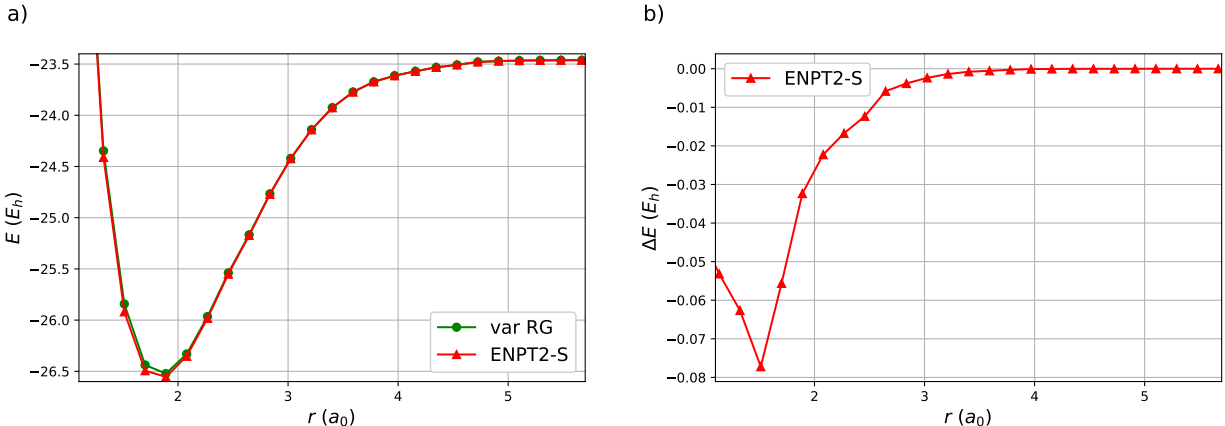 a)
E (E_h)
−23.5
−24.0
−24.5
−25.0
−25.5
−26.0
−26.5
2
3
4
5
r (a_0)
var RG
ENPT2-S
b)
ΔE (E_h)
0.00
−0.01
−0.02
−0.03
−0.04
−0.05
−0.06
−0.07
−0.08
2
3
4
5
r (a_0)
ENPT2-S